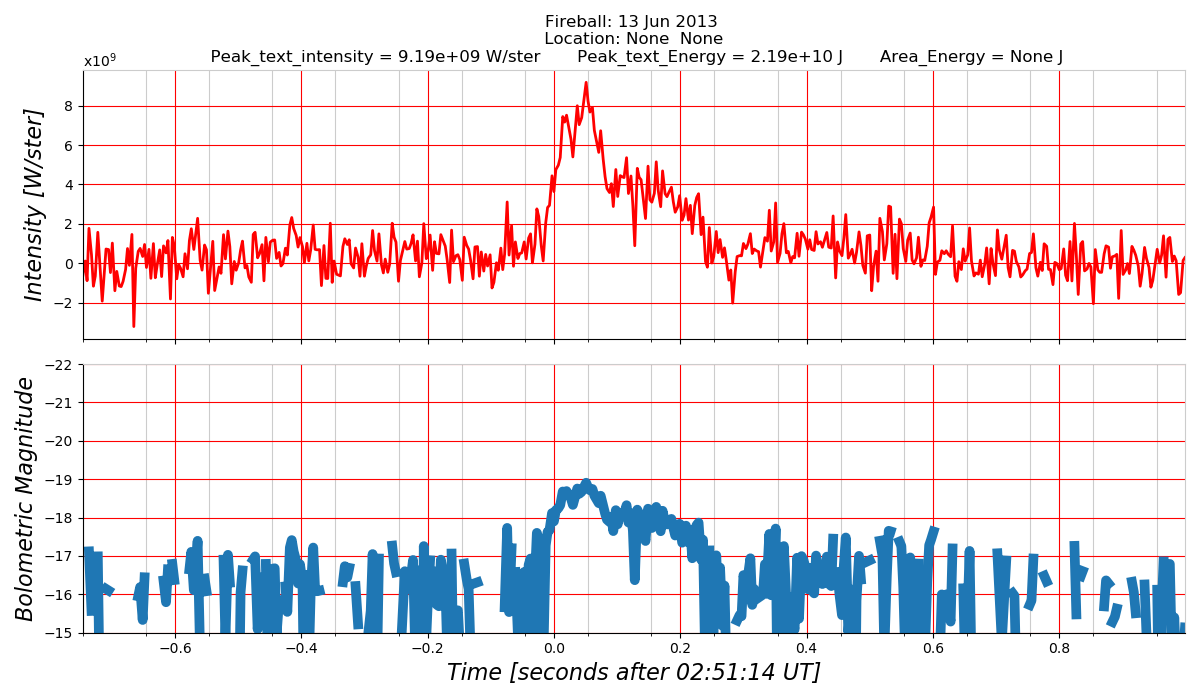 Fireball: 13 Jun 2013
Location: None  None
Peak_text_intensity = 9.19e+09 W/ster       Peak_text_Energy = 2.19e+10 J       Area_Energy = None J
x10⁹
Intensity [W/ster]
8
6
4
2
0
−2
Bolometric Magnitude
−22
−21
−20
−19
−18
−17
−16
−15
−0.6 −0.4 −0.2 0.0 0.2 0.4 0.6 0.8
Time [seconds after 02:51:14 UT]